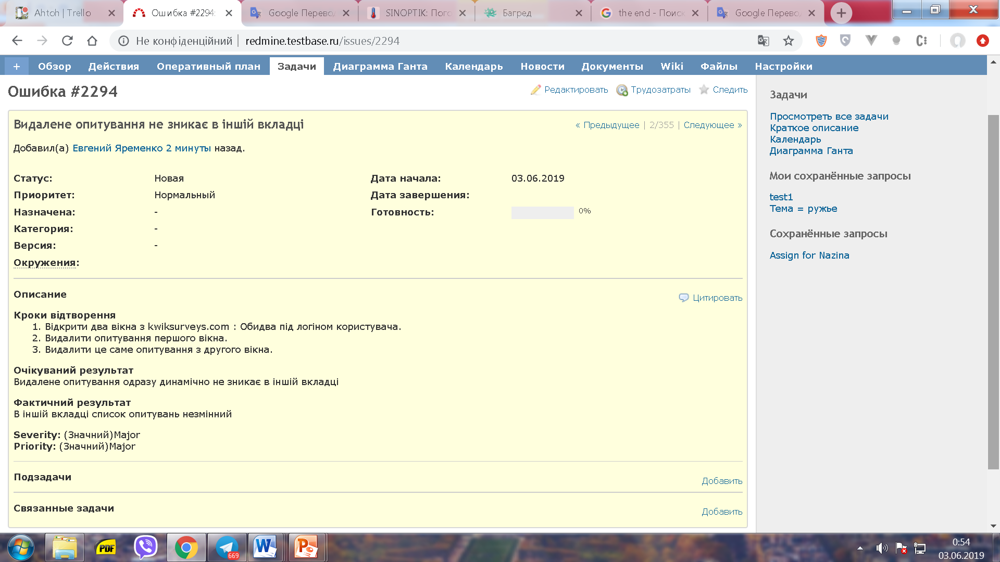 Ahtoh | Trello
Ошибка #2294:
Google Перево
SINOPTIK: Пого
Багред
the end - Поиск
Google Перево
Не конфіденційний | redmine.testbase.ru/issues/2294
+ Обзор Действия Оперативный план Задачи Диаграмма Ганта Календарь Новости Документы Wiki Файлы Настройки
Ошибка #2294
Редактировать Трудозатраты Следить
Видалене опитування не зникає в іншій вкладці
« Предыдущее | 2/355 | Следующее »
Добавил(а) Евгений Яременко 2 минуты назад.
Статус: Новая Дата начала: 03.06.2019
Приоритет: Нормальный Дата завершения:
Назначена: - Готовность: 0%
Категория: -
Версия: -
Окружения:
Описание
Цитировать
Кроки відтворення
1. Відкрити два вікна з kwiksurveys.com : Обидва під логіном користувача.
2. Видалити опитування першого вікна.
3. Видалити це саме опитування з другого вікна.
Очікуваний результат
Видалене опитування одразу динамічно не зникає в іншій вкладці
Фактичний результат
В іншій вкладці список опитувань незмінний
Severity: (Значний)Major
Priority: (Значний)Major
Подзадачи
Добавить
Связанные задачи
Добавить
Задачи
Просмотреть все задачи
Краткое описание
Календарь
Диаграмма Ганта
Мои сохранённые запросы
test1
Тема = ружье
Сохранённые запросы
Assign for Nazina
PDF
669
0:54
03.06.2019